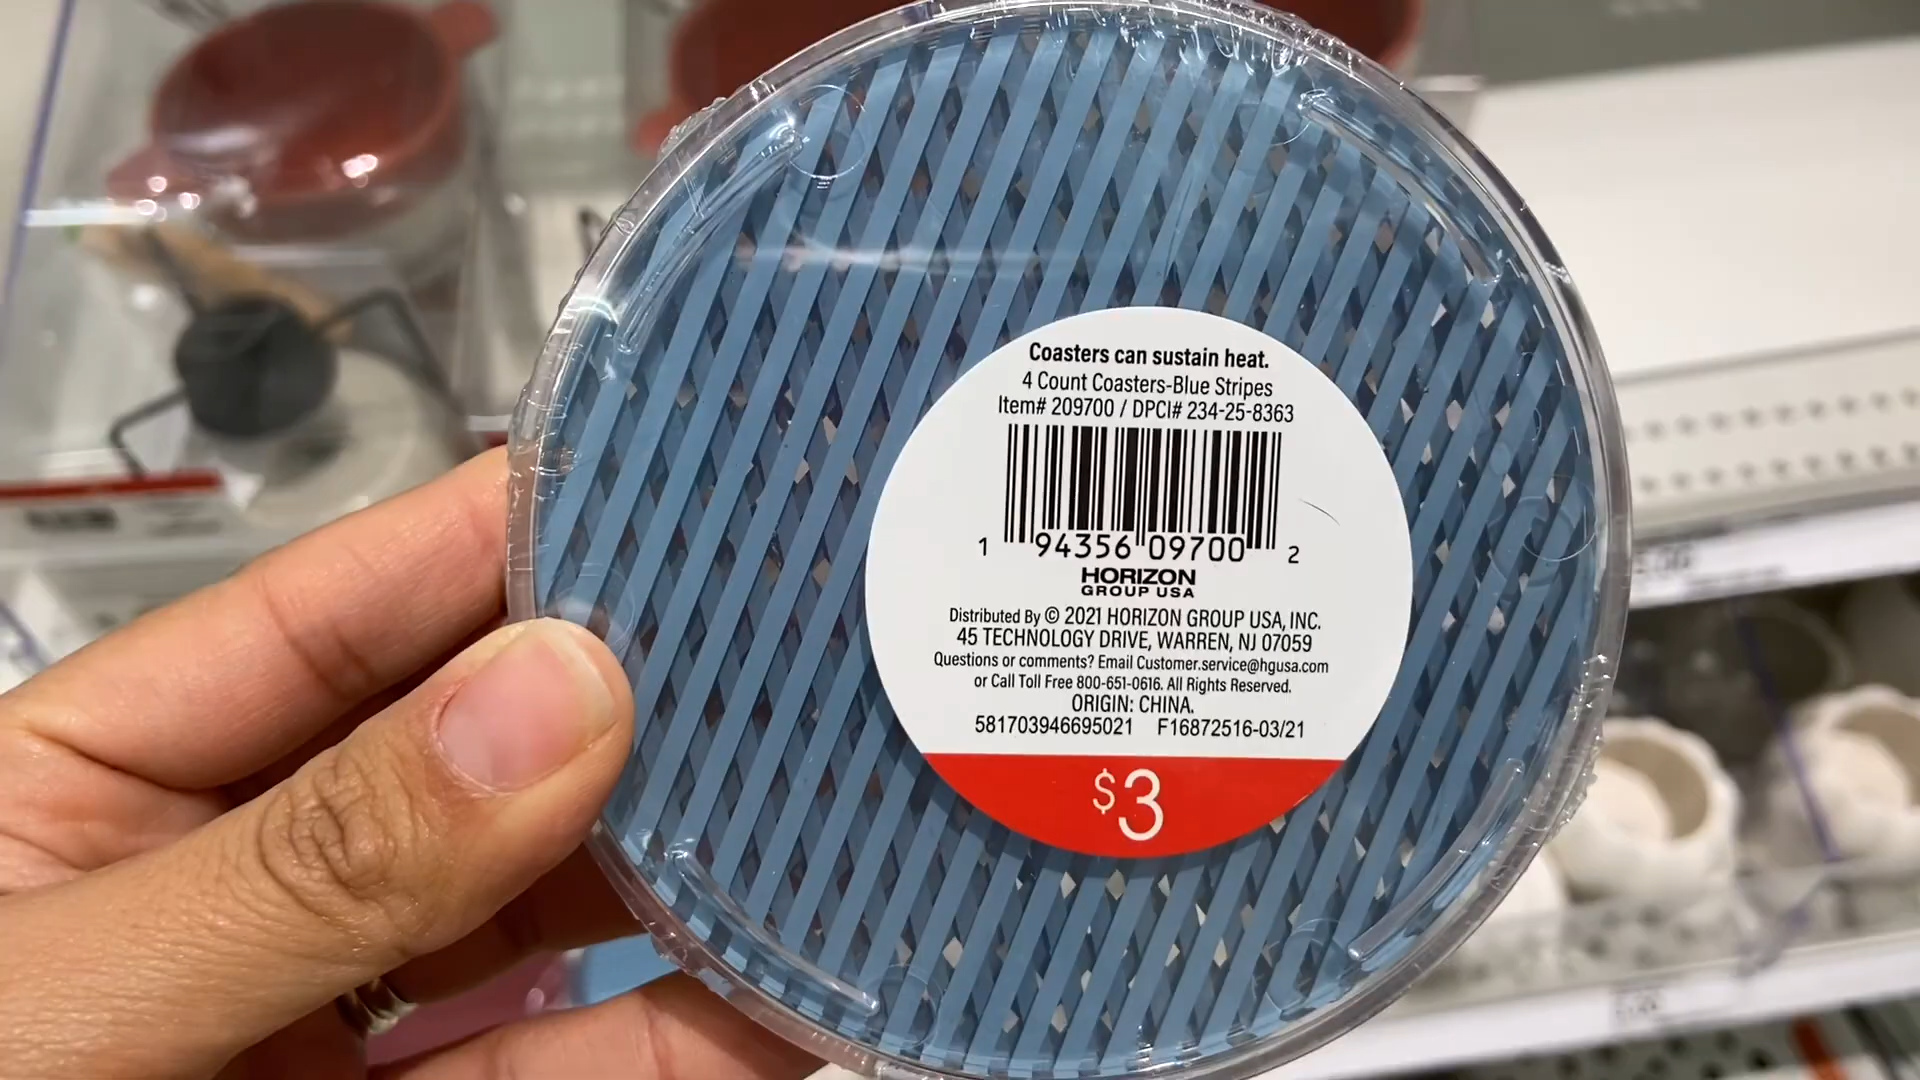 Coasters can sustain heat.
4 Count Coasters-Blue Stripes
Item# 209700 / DPCI# 234-25-8363
1 94356 09700 2
HORIZON
GROUP USA
Distributed By © 2021 HORIZON GROUP USA, INC.
45 TECHNOLOGY DRIVE, WARREN, NJ 07059
Questions or comments? Email Customer.service@hgusa.com
or Call Toll Free 800-651-0616. All Rights Reserved.
ORIGIN: CHINA.
581703946695021 F16872516-03/21
$3